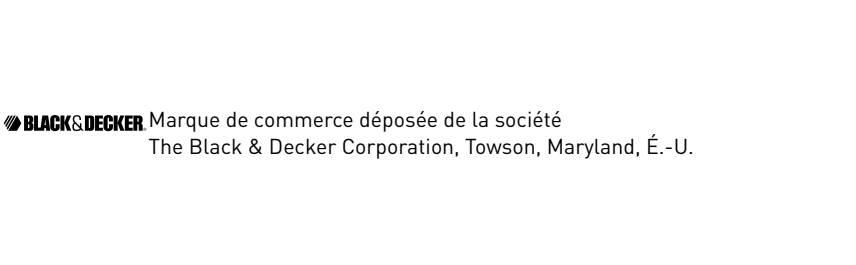 BLACK&DECKER® Marque de commerce déposée de la société
The Black & Decker Corporation, Towson, Maryland, É.-U.